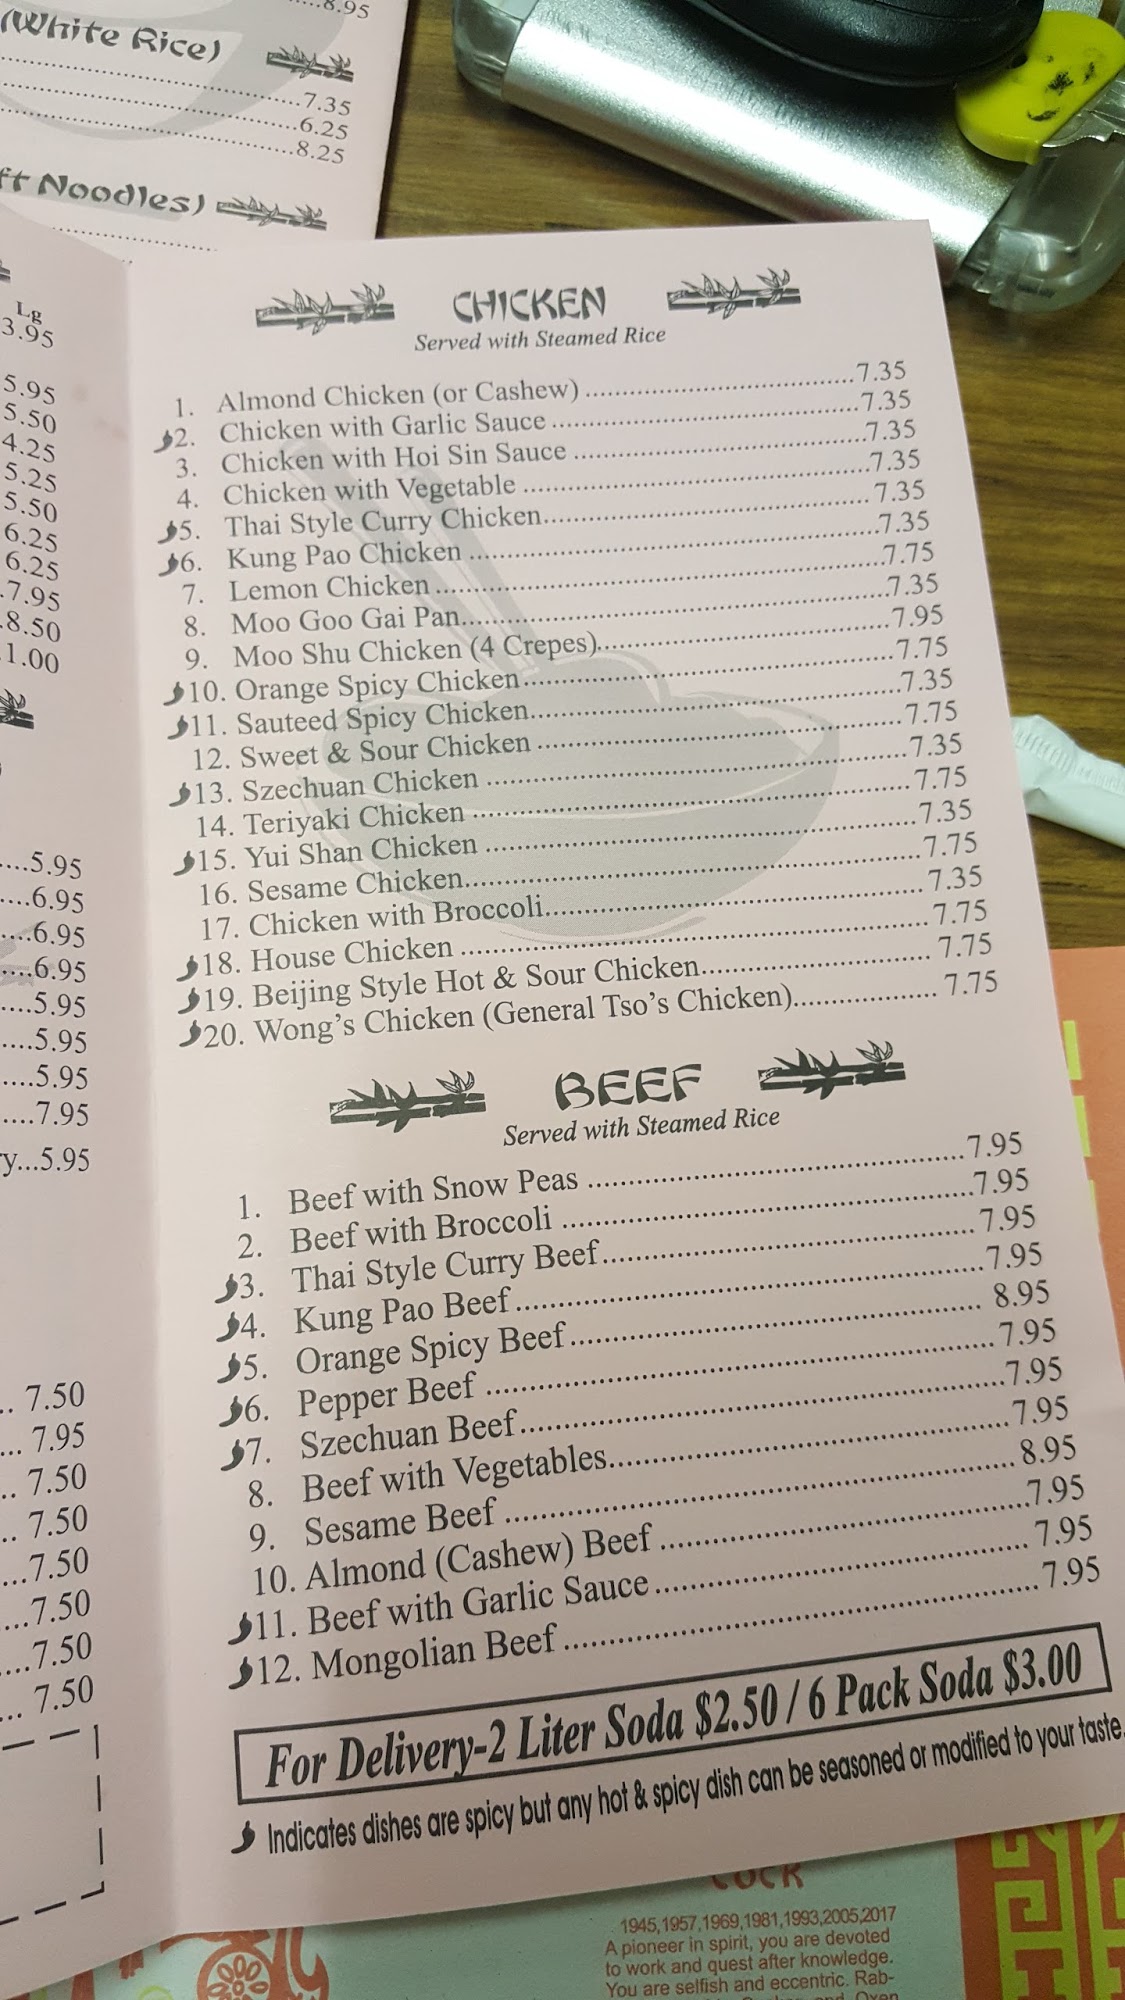 8.95
(White Rice)
7.35
6.25
8.25
Noodles)
Lg
3.95
5.95
5.50
4.25
5.25
5.50
6.25
6.25
7.95
8.50
1.00
5.95
6.95
6.95
6.95
5.95
5.95
5.95
7.95
y...5.95
7.50
7.95
7.50
7.50
7.50
7.50
7.50
7.50
CHICKEN
Served with Steamed Rice
1. Almond Chicken (or Cashew) 7.35
2. Chicken with Garlic Sauce 7.35
3. Chicken with Hoi Sin Sauce 7.35
4. Chicken with Vegetable 7.35
5. Thai Style Curry Chicken 7.35
6. Kung Pao Chicken 7.35
7. Lemon Chicken 7.75
8. Moo Goo Gai Pan 7.35
9. Moo Shu Chicken (4 Crepes) 7.95
10. Orange Spicy Chicken 7.75
11. Sauteed Spicy Chicken 7.35
12. Sweet & Sour Chicken 7.75
13. Szechuan Chicken 7.35
14. Teriyaki Chicken 7.75
15. Yui Shan Chicken 7.35
16. Sesame Chicken 7.75
17. Chicken with Broccoli 7.35
18. House Chicken 7.75
19. Beijing Style Hot & Sour Chicken 7.75
20. Wong's Chicken (General Tso's Chicken) 7.75
BEEF
Served with Steamed Rice
1. Beef with Snow Peas 7.95
2. Beef with Broccoli 7.95
3. Thai Style Curry Beef 7.95
4. Kung Pao Beef 7.95
5. Orange Spicy Beef 8.95
6. Pepper Beef 7.95
7. Szechuan Beef 7.95
8. Beef with Vegetables 7.95
9. Sesame Beef 8.95
10. Almond (Cashew) Beef 7.95
11. Beef with Garlic Sauce 7.95
12. Mongolian Beef 7.95
For Delivery-2 Liter Soda $2.50 / 6 Pack Soda $3.00
Indicates dishes are spicy but any hot & spicy dish can be seasoned or modified to your taste.
COCK
1945,1957,1969,1981,1993,2005,2017
A pioneer in spirit, you are devoted
to work and quest after knowledge.
You are selfish and eccentric. Rab-